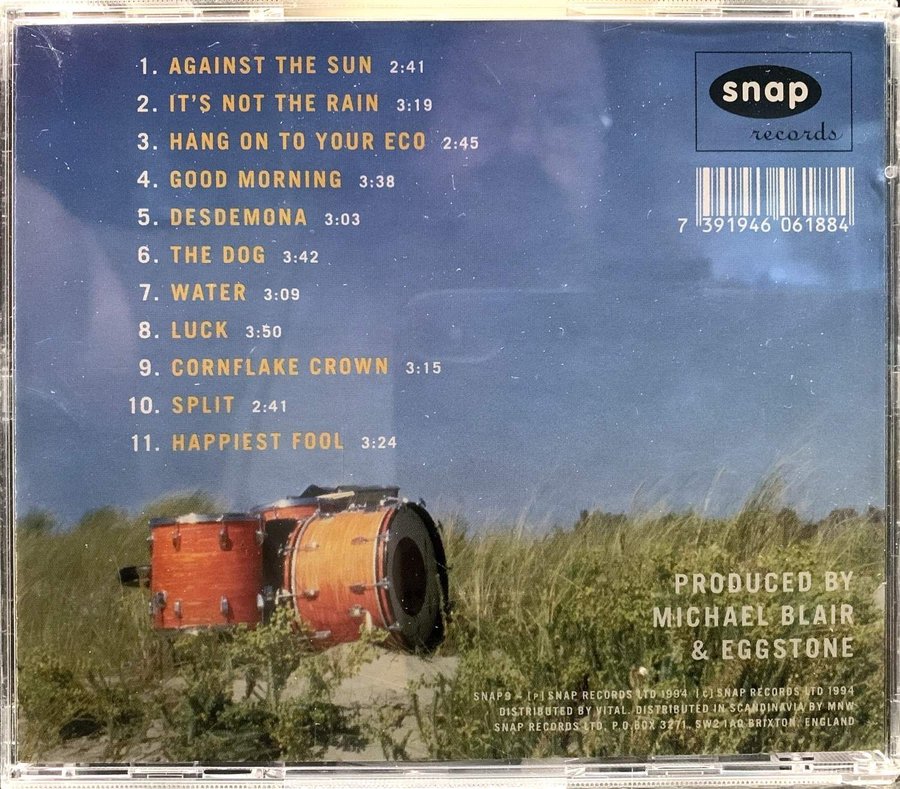 1. AGAINST THE SUN 2:41
2. IT'S NOT THE RAIN 3:19
3. HANG ON TO YOUR ECO 2:45
4. GOOD MORNING 3:38
5. DESDEMONA 3:03
6. THE DOG 3:42
7. WATER 3:09
8. LUCK 3:50
9. CORNFLAKE CROWN 3:15
10. SPLIT 2:41
11. HAPPIEST FOOL 3:24
snap
records
7 391946 061884
PRODUCED BY
MICHAEL BLAIR
& EGGSTONE
SNAP9 – (P) SNAP RECORDS LTD 1994 (C) SNAP RECORDS LTD 1994
DISTRIBUTED BY VITAL. DISTRIBUTED IN SCANDINAVIA BY MNW
SNAP RECORDS LTD. P.O.BOX 3271. SW2 1AQ BRIXTON. ENGLAND